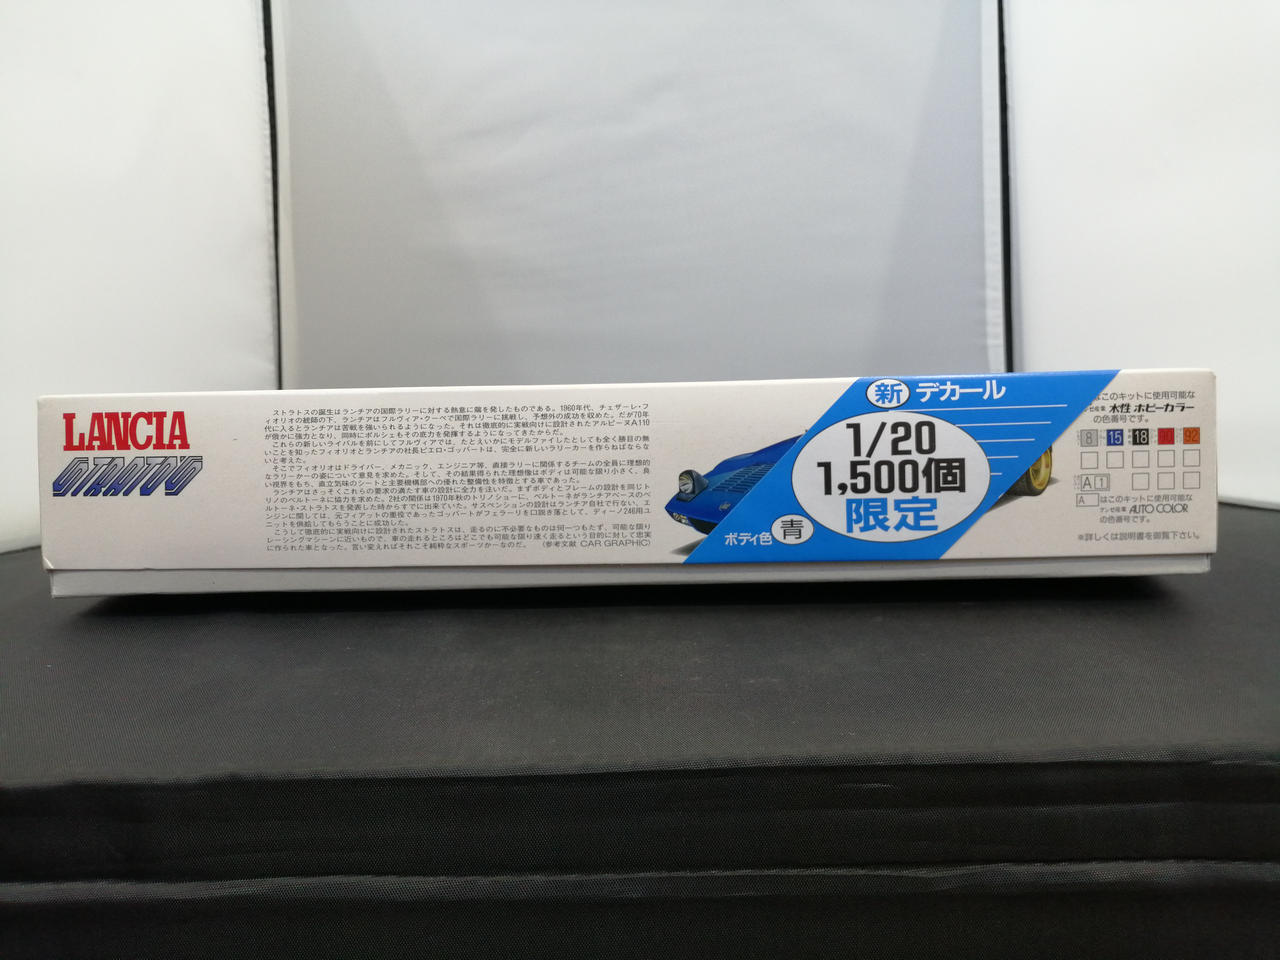 LANCIA
STRATOS
ストラトスの誕生はランチアの国際ラリーに対する熱意に端を発したものである。1960年代、チェザーレ・フ
ィオリオの統師の下、ランチアはフルヴィア・クーペで国際ラリーに挑戦し、予想外の成功を収めた。だが70年
代に入るとランチアは苦戦を強いられるようになった。それは徹底的に実戦向けに設計されたアルピーヌA110
が俄かに強力となり、同時にポルシェもその底力を発揮するようになってきたからだ。
これらの新しいライバルを前にしてフルヴィアでは、たとえいかにモデファイしたとしても全く勝目の無
いことを知ったフィオリオとランチアの社長ピエロ・ゴッバートは、完全に新しいラリーカーを作らねばならな
いと考えた。
そこでフィオリオはドライバー、メカニック、エンジニア等、直接ラリーに関係するチームの全員に理想的
なラリーカーの姿について意見を求めた。そして、その結果得られた理想像はボディは可能な限り小さく、良
い視界をもち、直立気味のシートと主要機構部への優れた整備性を特徴とする車であった。
ランチアはさっそくこれらの要求の満たす車の設計に全力を注いだ。まずボディとフレームの設計を同じト
リノのベルトーネに協力を求めた。2社の関係は1970年秋のトリノショーに、ベルトーネがランチアベースのベ
ルトーネ・ストラトスを発表した時からすでに出来ていた。サスペンションの設計はランチア自社で行ない、エ
ンジンに関しては、元フィアットの重役であったゴッバートがフェラーリを口説き落として、ディーノ246用ユ
ニットを供給してもらうことに成功した。
こうして徹底的に実戦向けに設計されたストラトスは、走るのに不必要なものは何一つもたず、可能な限り
レーシングマシーンに近いもので、車の走れるところはどこでも可能な限り速く走るという目的に対して忠実
に作られた車となった。言い変えればそれこそ純粋なスポーツカーなのだ。 (参考文献 CAR GRAPHIC)
新 デカール
1/20
1,500個
限定
ボディ色 青
はこのキットに使用可能な
水性 ホビーカラー
の色番号です。
8 15 18 92
A 1
A はこのキットに使用可能な
AUTO COLOR
の色番号です。
※詳しくは説明書を御覧下さい。